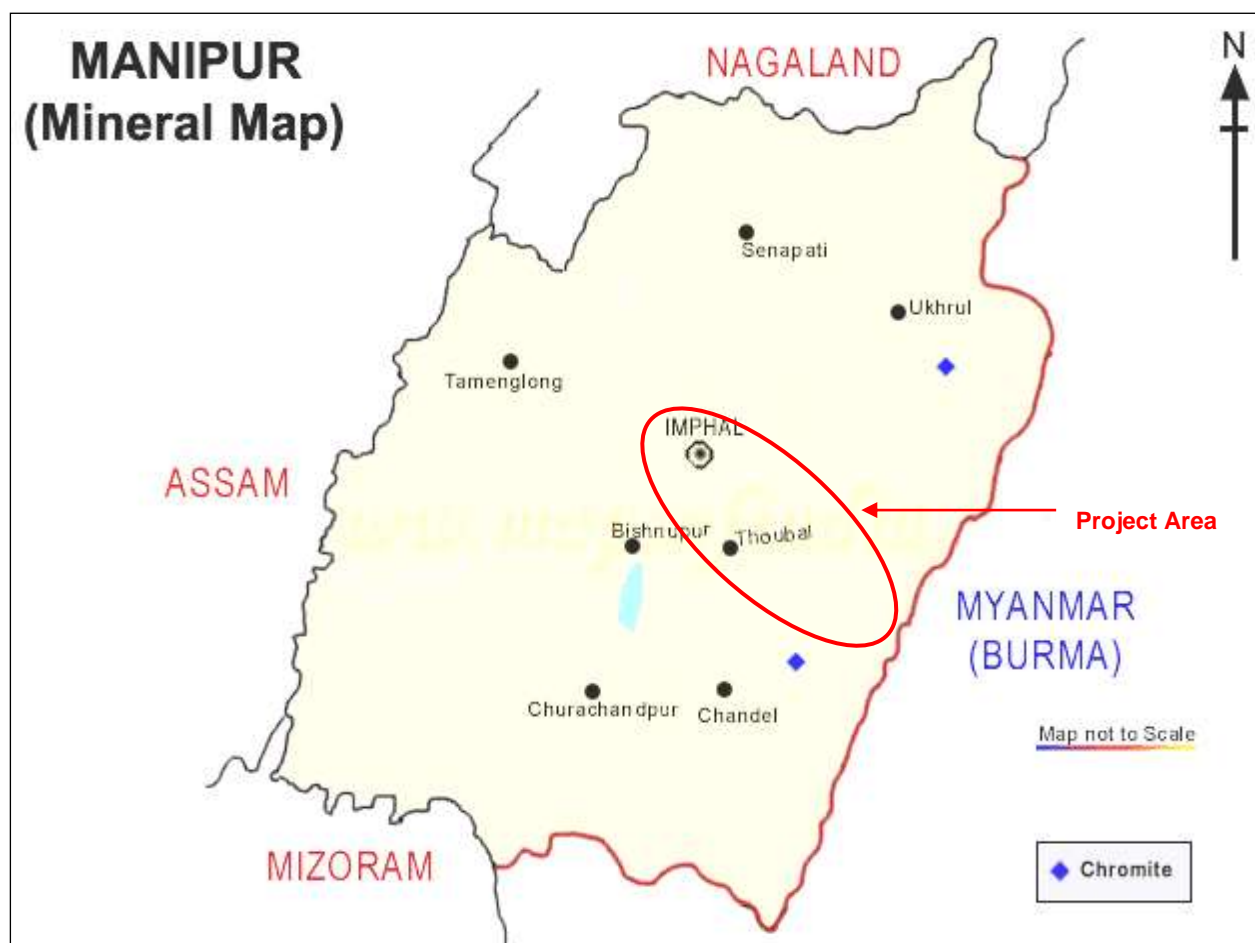 MANIPUR
(Mineral Map)
NAGALAND
N
Senapati
Ukhrul
Tamenglong
IMPHAL
ASSAM
Project Area
Bishnupur
Thoubal
MYANMAR
(BURMA)
Churachandpur
Chandel
Map not to Scale
MIZORAM
Chromite